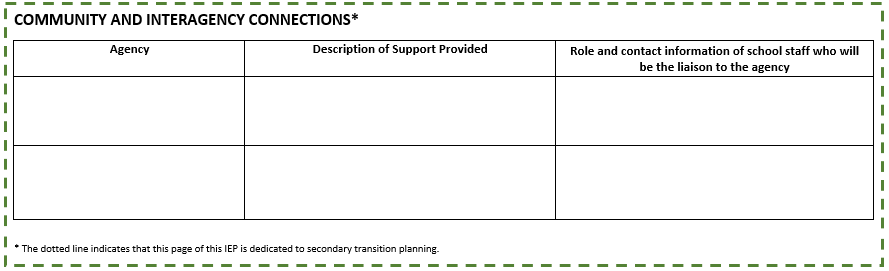 COMMUNITY AND INTERAGENCY CONNECTIONS*
Agency
Description of Support Provided
Role and contact information of school staff who will
be the liaison to the agency
* The dotted line indicates that this page of this IEP is dedicated to secondary transition planning.